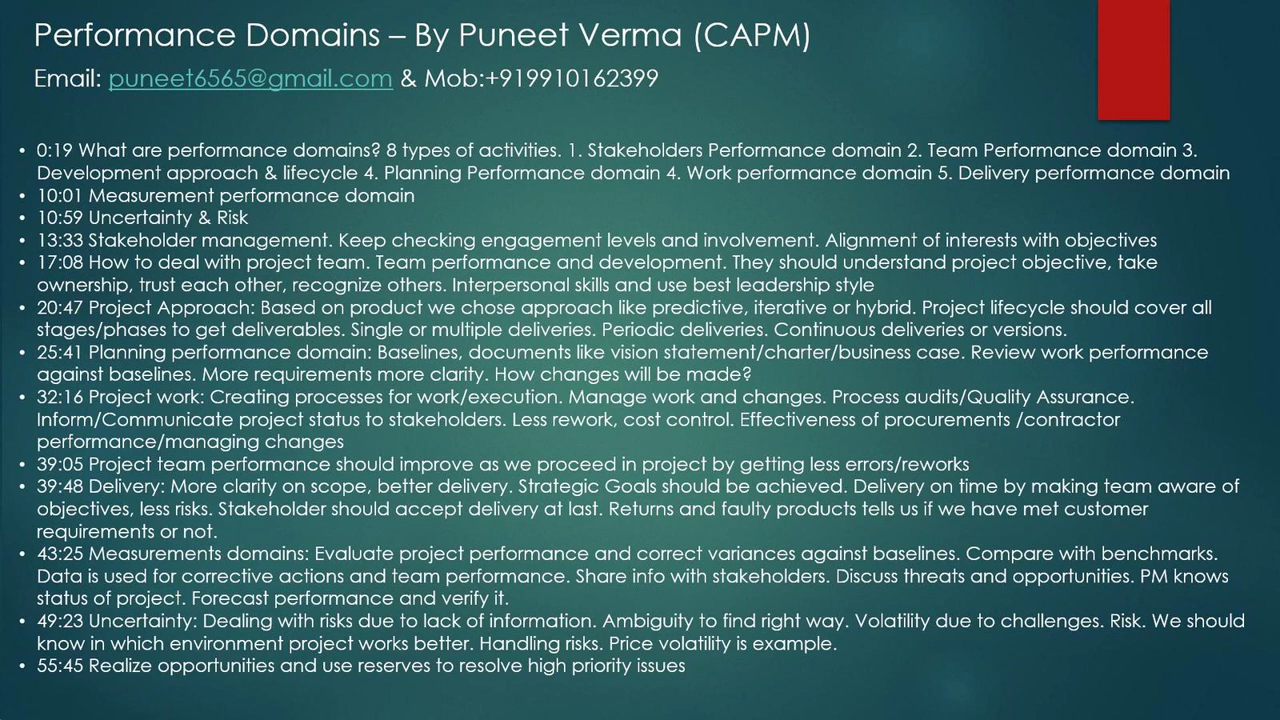 Performance Domains – By Puneet Verma (CAPM)
Email: puneet6565@gmail.com & Mob:+919910162399
• 0:19 What are performance domains? 8 types of activities. 1. Stakeholders Performance domain 2. Team Performance domain 3.
Development approach & lifecycle 4. Planning Performance domain 4. Work performance domain 5. Delivery performance domain
• 10:01 Measurement performance domain
• 10:59 Uncertainty & Risk
• 13:33 Stakeholder management. Keep checking engagement levels and involvement. Alignment of interests with objectives
• 17:08 How to deal with project team. Team performance and development. They should understand project objective, take
ownership, trust each other, recognize others. Interpersonal skills and use best leadership style
• 20:47 Project Approach: Based on product we chose approach like predictive, iterative or hybrid. Project lifecycle should cover all
stages/phases to get deliverables. Single or multiple deliveries. Periodic deliveries. Continuous deliveries or versions.
• 25:41 Planning performance domain: Baselines, documents like vision statement/charter/business case. Review work performance
against baselines. More requirements more clarity. How changes will be made?
• 32:16 Project work: Creating processes for work/execution. Manage work and changes. Process audits/Quality Assurance.
Inform/Communicate project status to stakeholders. Less rework, cost control. Effectiveness of procurements /contractor
performance/managing changes
• 39:05 Project team performance should improve as we proceed in project by getting less errors/reworks
• 39:48 Delivery: More clarity on scope, better delivery. Strategic Goals should be achieved. Delivery on time by making team aware of
objectives, less risks. Stakeholder should accept delivery at last. Returns and faulty products tells us if we have met customer
requirements or not.
• 43:25 Measurements domains: Evaluate project performance and correct variances against baselines. Compare with benchmarks.
Data is used for corrective actions and team performance. Share info with stakeholders. Discuss threats and opportunities. PM knows
status of project. Forecast performance and verify it.
• 49:23 Uncertainty: Dealing with risks due to lack of information. Ambiguity to find right way. Volatility due to challenges. Risk. We should
know in which environment project works better. Handling risks. Price volatility is example.
• 55:45 Realize opportunities and use reserves to resolve high priority issues